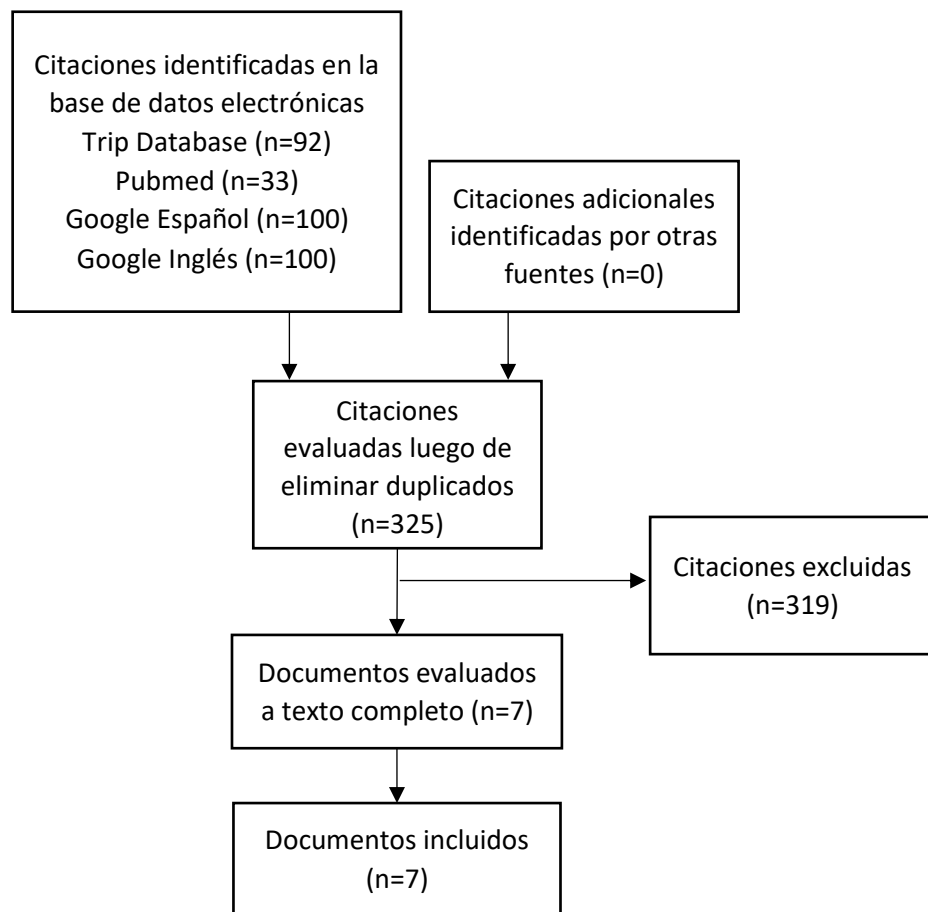 Citaciones identificadas en la
base de datos electrónicas
Trip Database (n=92)
Pubmed (n=33)
Google Español (n=100)
Google Inglés (n=100)
Citaciones adicionales
identificadas por otras
fuentes (n=0)
Citaciones
evaluadas luego de
eliminar duplicados
(n=325)
Citaciones excluidas
(n=319)
Documentos evaluados
a texto completo (n=7)
Documentos incluidos
(n=7)